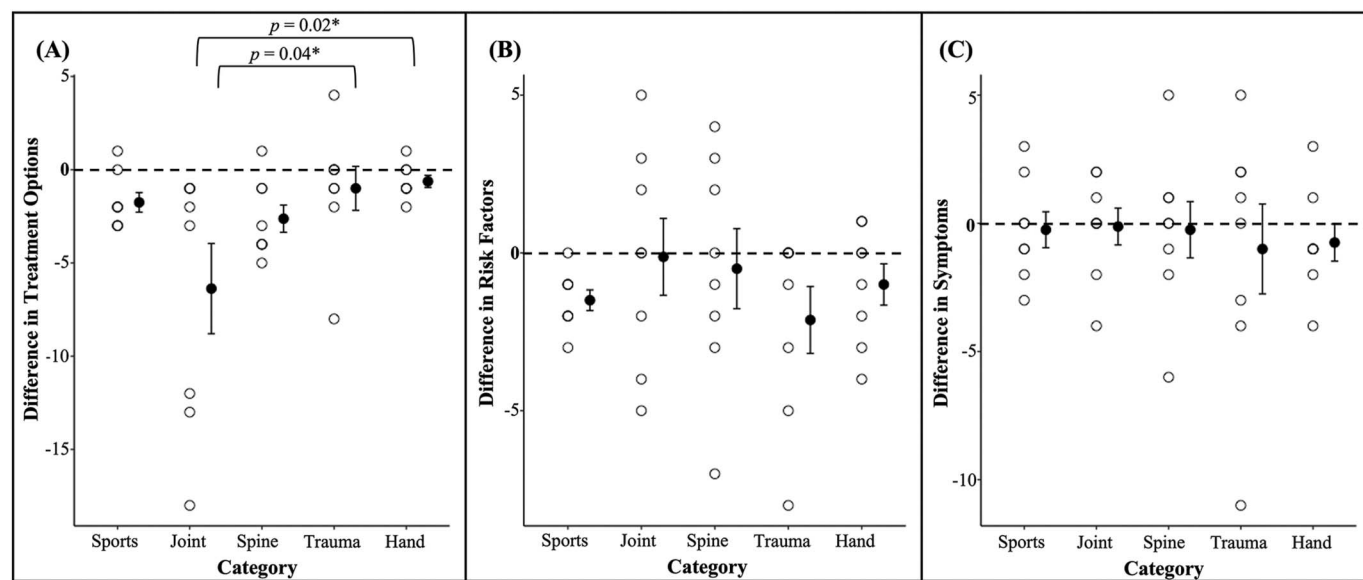 (A)
p = 0.02*
p = 0.04*
Difference in Treatment Options
5
0
-5
-10
-15
Sports Joint Spine Trauma Hand
Category
(B)
Difference in Risk Factors
5
0
-5
Sports Joint Spine Trauma Hand
Category
(C)
Difference in Symptoms
5
0
-5
-10
Sports Joint Spine Trauma Hand
Category